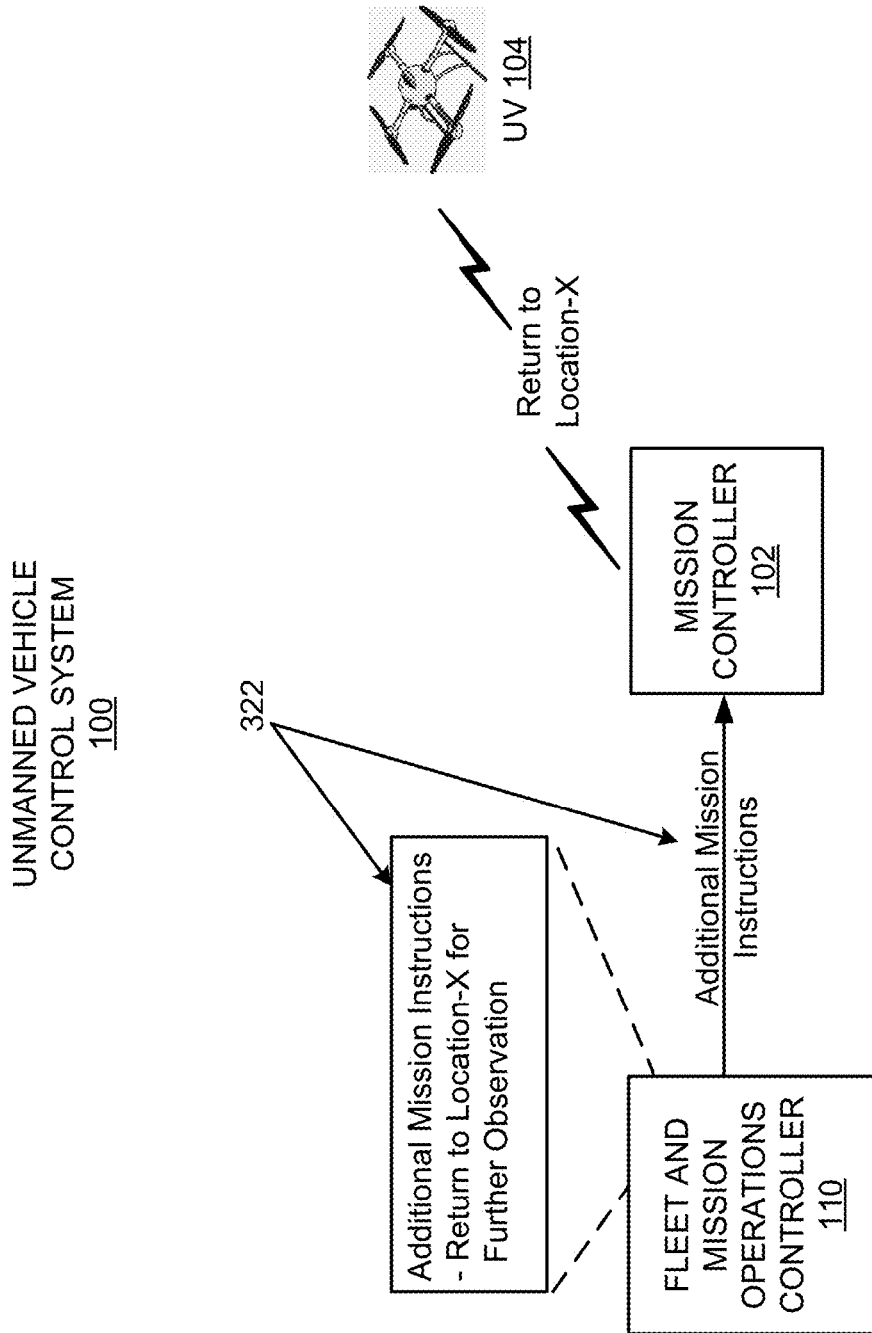 UNMANNED VEHICLE
CONTROL SYSTEM
100
322
Additional Mission Instructions
- Return to Location-X for
Further Observation
FLEET AND
MISSION
OPERATIONS
CONTROLLER
110
Additional Mission
Instructions
MISSION
CONTROLLER
102
Return to
Location-X
UV 104